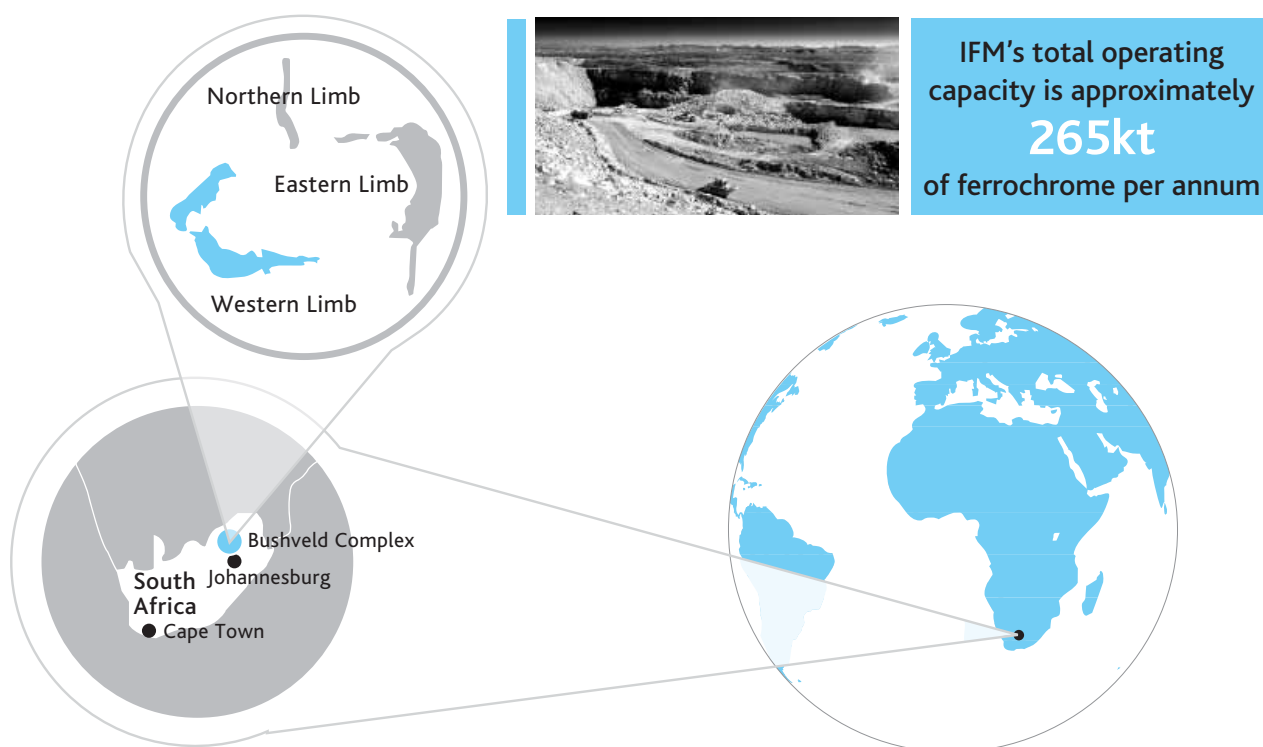 Northern Limb
Eastern Limb
Western Limb
IFM's total operating
capacity is approximately
265kt
of ferrochrome per annum
Bushveld Complex
Johannesburg
South
Africa
Cape Town